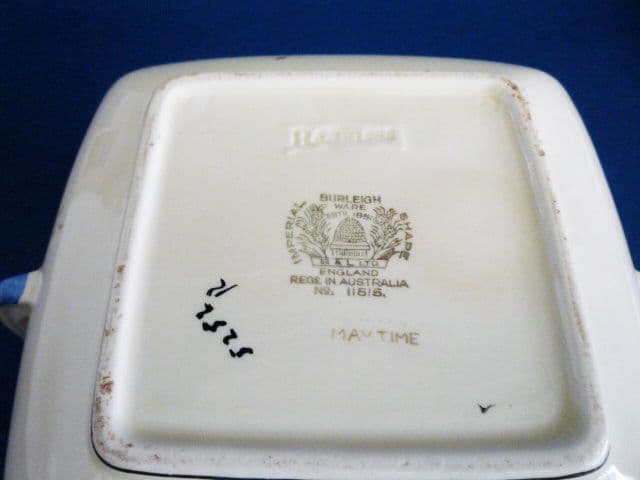 BURLEIGH
WARE
ESTD. 1851
IMPERIAL SHAPE
B & L LTD
ENGLAND
REGD. IN AUSTRALIA
No. 11515.
MAYTIME